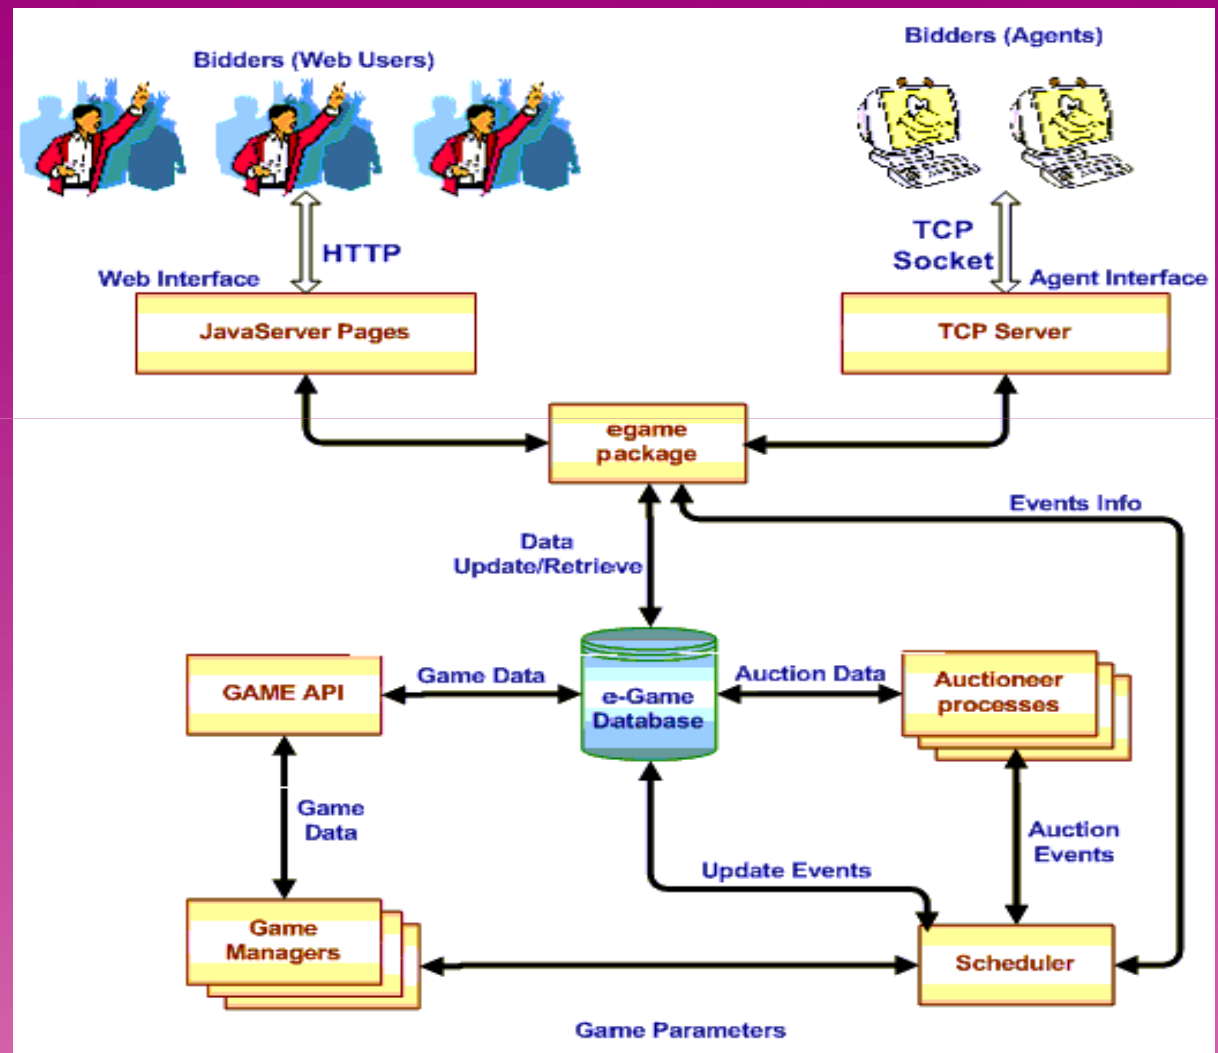 Bidders (Web Users)
Bidders (Agents)
HTTP
TCP
Socket
Web Interface
Agent Interface
JavaServer Pages
TCP Server
egame
package
Events Info
Data
Update/Retrieve
GAME API
Game Data
e-Game
Database
Auction Data
Auctioneer
processes
Game
Data
Auction
Events
Update Events
Game
Managers
Scheduler
Game Parameters